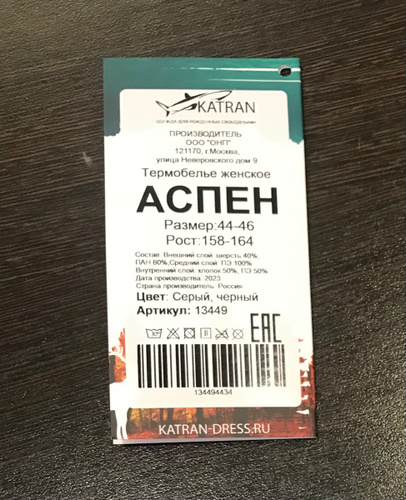 KATRAN
ОДЕЖДА ДЛЯ РОЖДЕННЫХ СВОБОДНЫМИ
ПРОИЗВОДИТЕЛЬ
ООО "ОНП"
121170, г.Москва,
улица Неверовского дом 9
Термобелье женское
АСПЕН
Размер:44-46
Рост:158-164
Состав: Внешний слой: шерсть 40%,
ПАН 60%,Средний слой: ПЭ 100%
Внутренний слой: хлопок 50%, ПЭ 50%
Дата производства: 2023
Страна производитель: Россия
Цвет: Серый, черный
Артикул: 13449
EAC
134494434
KATRAN-DRESS.RU